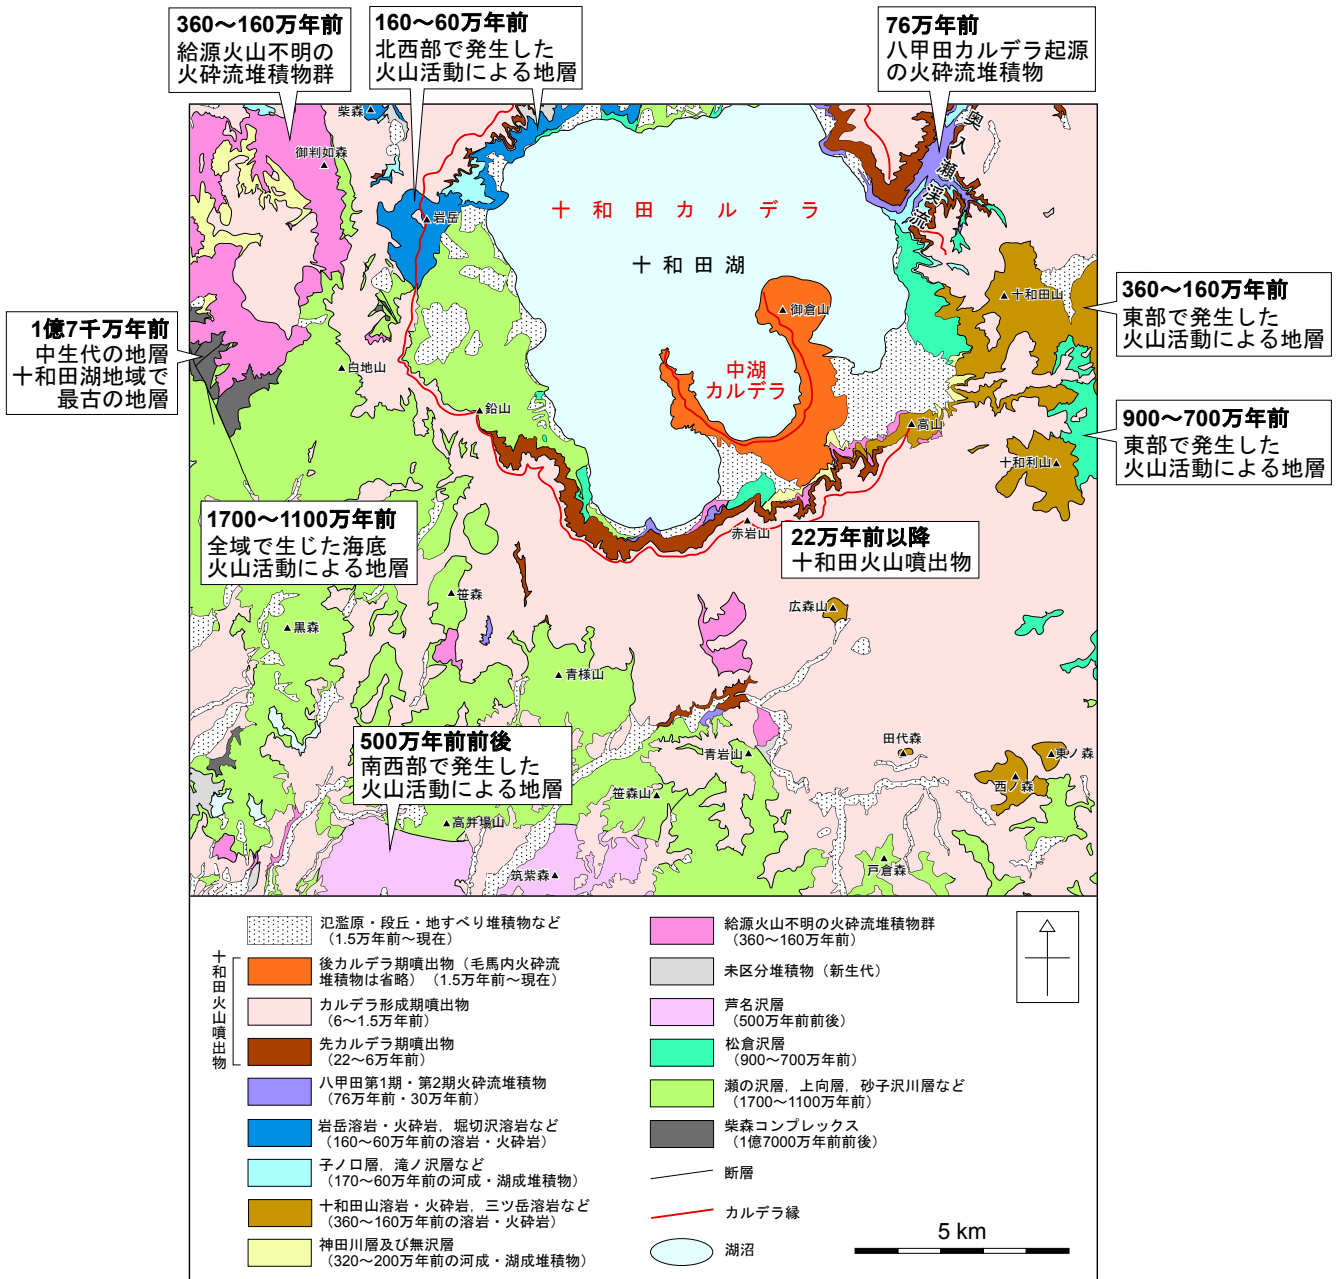 360～160万年前
給源火山不明の
火砕流堆積物群
160～60万年前
北西部で発生した
火山活動による地層
76万年前
八甲田カルデラ起源
の火砕流堆積物
柴森
御判如森
岩岳
奥入瀬渓流
十和田カルデラ
十和田湖
御倉山
十和田山
360～160万年前
東部で発生した
火山活動による地層
1億7千万年前
中生代の地層
十和田湖地域で
最古の地層
白地山
中湖
カルデラ
鉛山
高山
十和利山
900～700万年前
東部で発生した
火山活動による地層
1700～1100万年前
全域で生じた海底
火山活動による地層
赤岩山
22万年前以降
十和田火山噴出物
笹森
広森山
黒森
青様山
500万年前前後
南西部で発生した
火山活動による地層
青岩山
田代森
東ノ森
西ノ森
笹森山
高井場山
戸倉森
筑紫森
氾濫原・段丘・地すべり堆積物など
（1.5万年前～現在）
十和田火山噴出物
後カルデラ期噴出物（毛馬内火砕流
堆積物は省略）（1.5万年前～現在）
カルデラ形成期噴出物
（6～1.5万年前）
先カルデラ期噴出物
（22～6万年前）
八甲田第1期・第2期火砕流堆積物
（76万年前・30万年前）
岩岳溶岩・火砕岩，堀切沢溶岩など
（160～60万年前の溶岩・火砕岩）
子ノ口層，滝ノ沢層など
（170～60万年前の河成・湖成堆積物）
十和田山溶岩・火砕岩，三ツ岳溶岩など
（360～160万年前の溶岩・火砕岩）
神田川層及び無沢層
（320～200万年前の河成・湖成堆積物）
給源火山不明の火砕流堆積物群
（360～160万年前）
未区分堆積物（新生代）
芦名沢層
（500万年前前後）
松倉沢層
（900～700万年前）
瀬の沢層，上向層，砂子沢川層など
（1700～1100万年前）
柴森コンプレックス
（1億7000万年前前後）
断層
カルデラ縁
湖沼
5 km